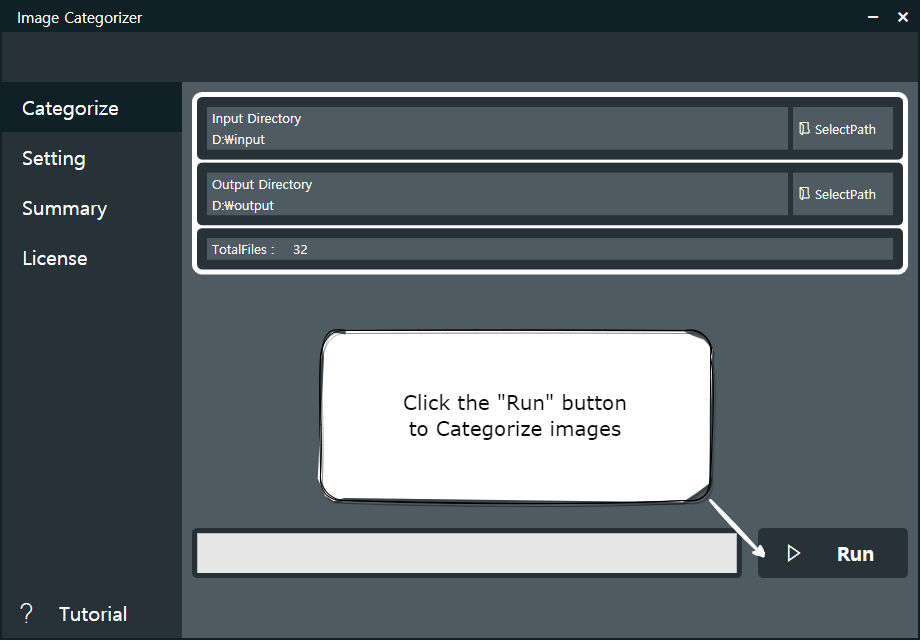 Image Categorizer
Categorize
Setting
Summary
License
Input Directory
D:₩input
SelectPath
Output Directory
D:₩output
SelectPath
TotalFiles : 32
Click the "Run" button
to Categorize images
Run
? Tutorial